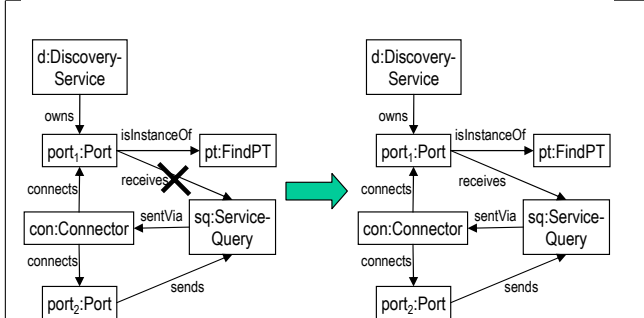 d:Discovery-
Service
owns
port1:Port
isInstanceOf
pt:FindPT
receives
connects
con:Connector
sentVia
sq:Service-
Query
connects
port2:Port
sends
d:Discovery-
Service
owns
port1:Port
isInstanceOf
pt:FindPT
receives
connects
con:Connector
sentVia
sq:Service-
Query
connects
port2:Port
sends